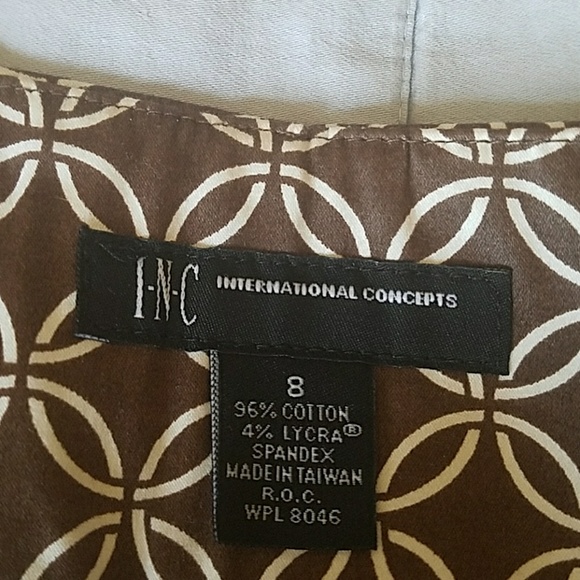 I-N-C INTERNATIONAL CONCEPTS
8
96% COTTON
4% LYCRA®
SPANDEX
MADE IN TAIWAN
R.O.C.
WPL 8046